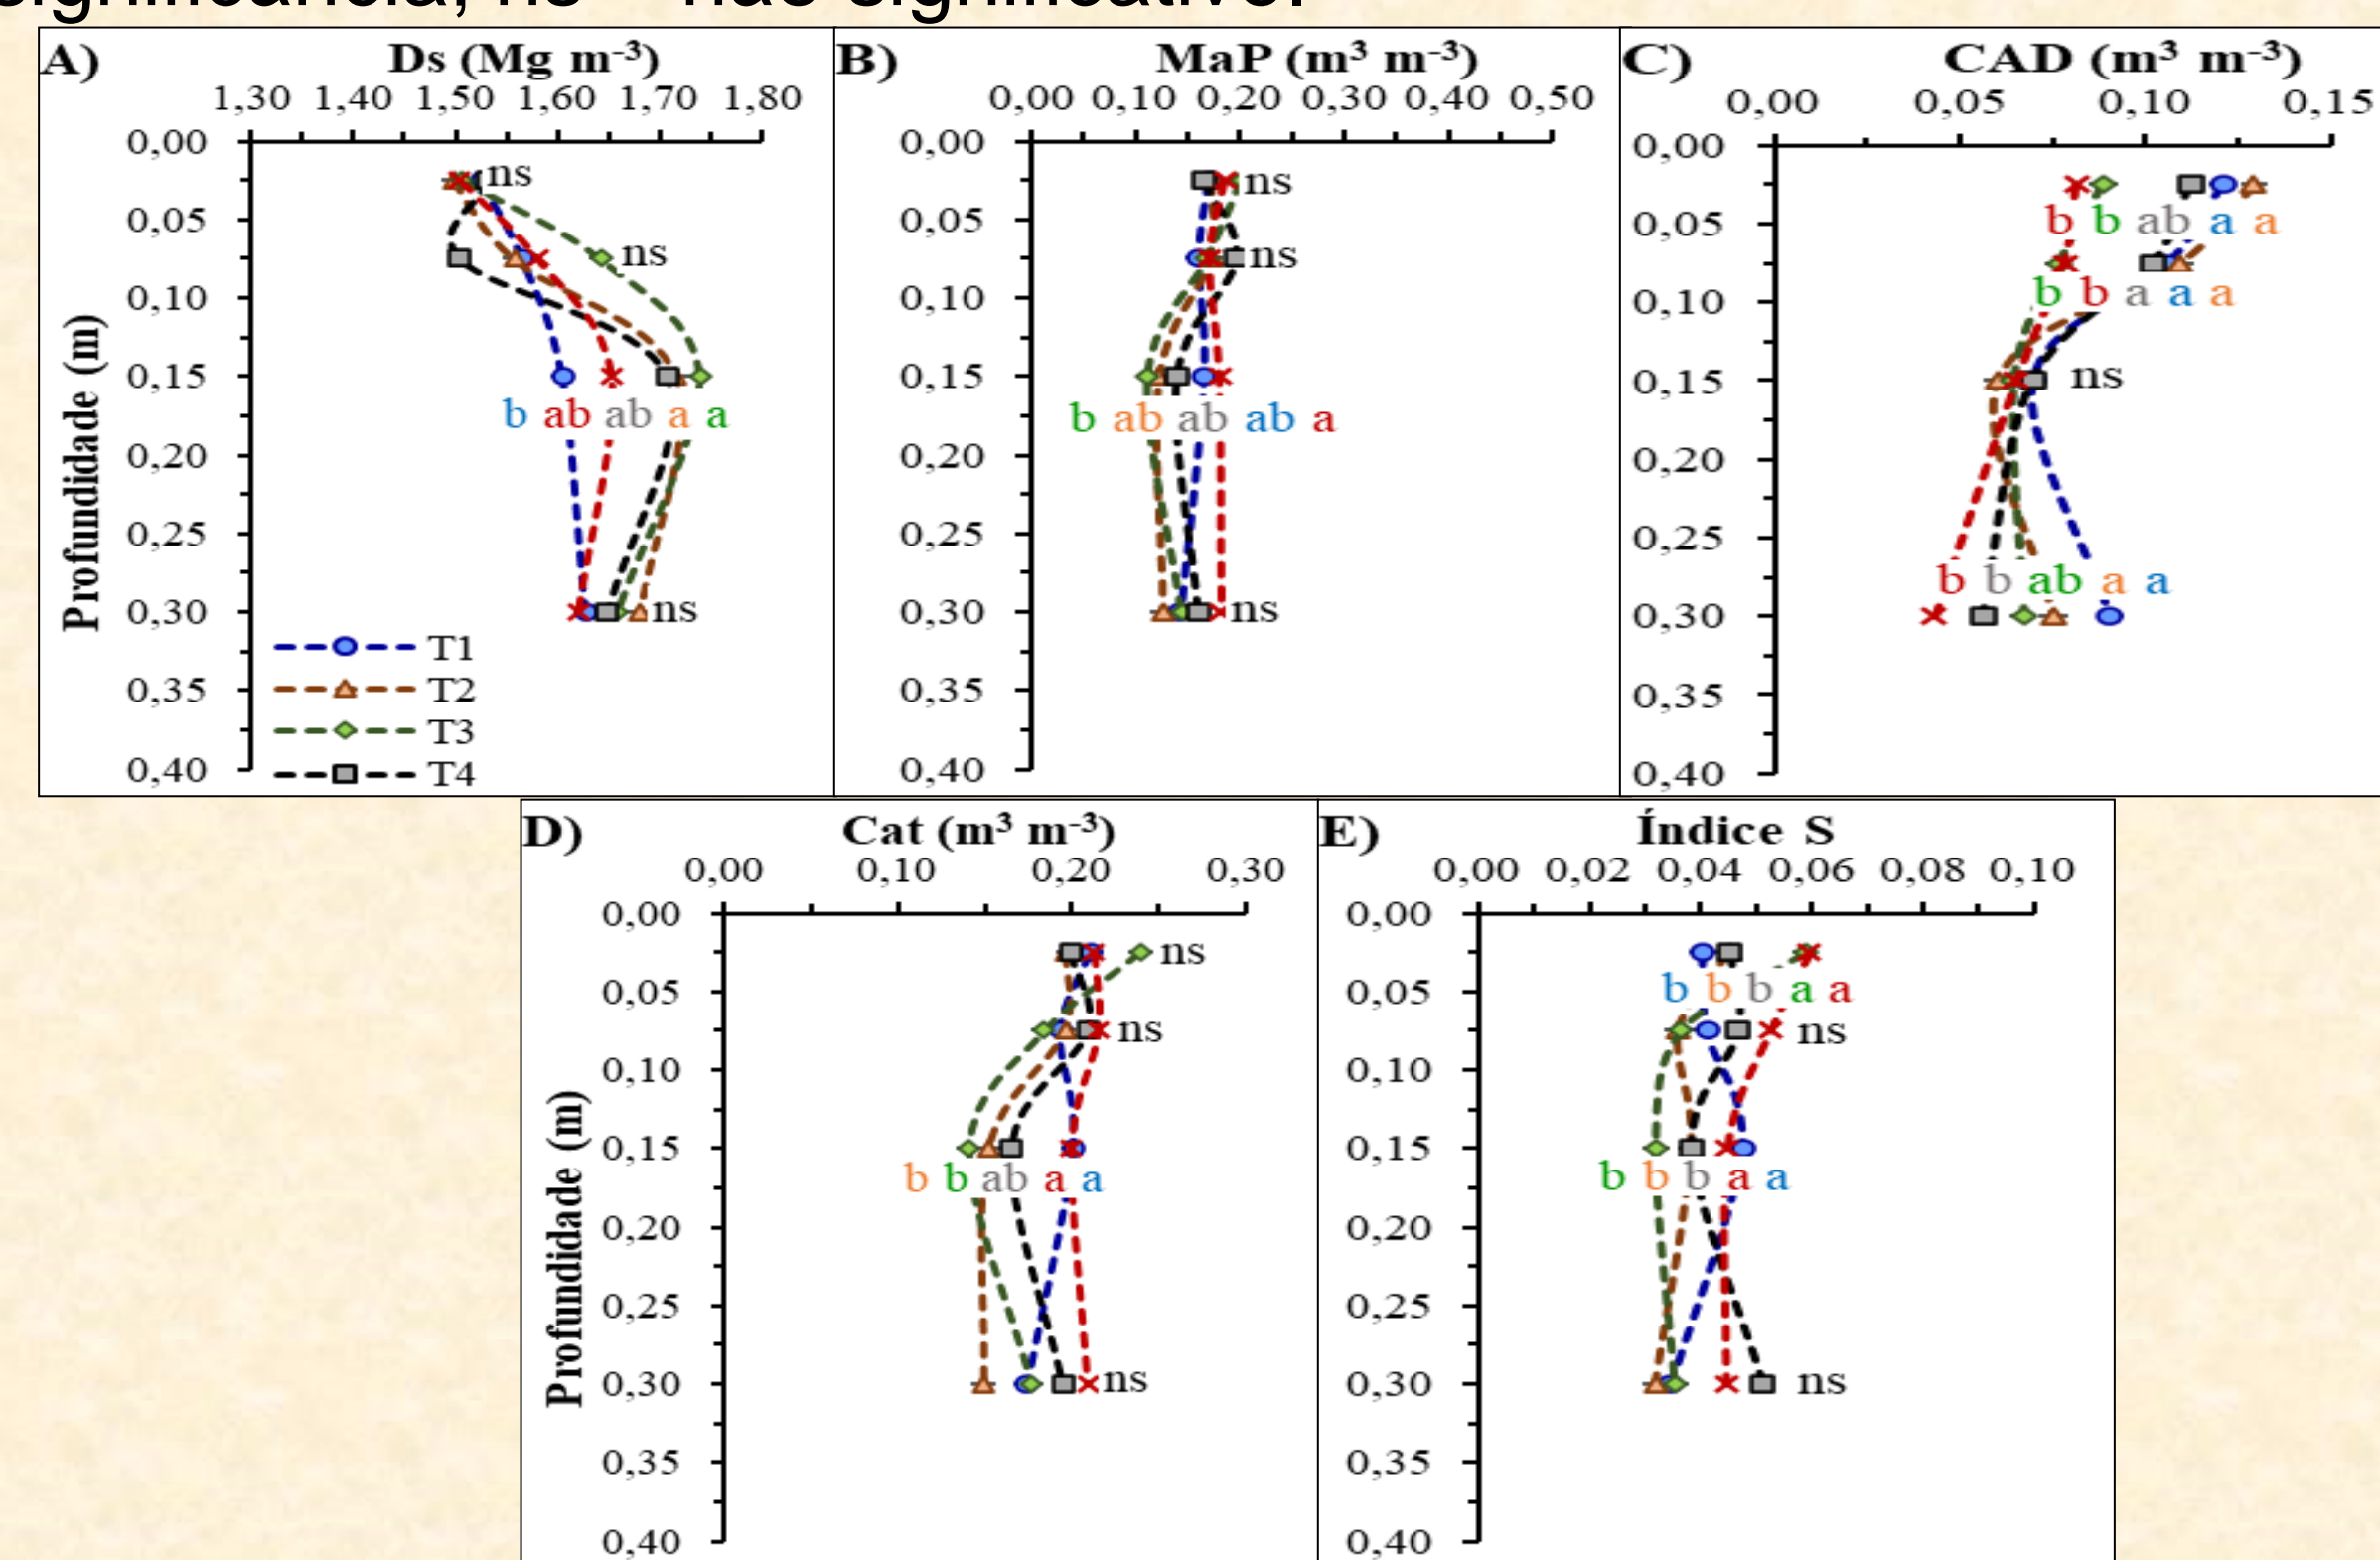 significância; ns – não significativo.
A) Ds (Mg m-3)
1,30 1,40 1,50 1,60 1,70 1,80
Profundidade (m)
0,00
0,05
0,10
0,15
0,20
0,25
0,30
0,35
0,40
ns
ns
b ab ab a a
ns
T1
T2
T3
T4
B) MaP (m³ m-3)
0,00 0,10 0,20 0,30 0,40 0,50
0,00
0,05
0,10
0,15
0,20
0,25
0,30
0,35
0,40
ns
ns
b ab ab ab a
ns
C) CAD (m³ m-3)
0,00 0,05 0,10 0,15
0,00
0,05
0,10
0,15
0,20
0,25
0,30
0,35
0,40
b b ab a a
b b a a a
ns
b b ab a a
D) Cat (m³ m-3)
0,00 0,10 0,20 0,30
Profundidade (m)
0,00
0,05
0,10
0,15
0,20
0,25
0,30
0,35
0,40
ns
ns
b b ab a a
ns
E) Índice S
0,00 0,02 0,04 0,06 0,08 0,10
0,00
0,05
0,10
0,15
0,20
0,25
0,30
0,35
0,40
b b b a a
ns
b b b a a
ns